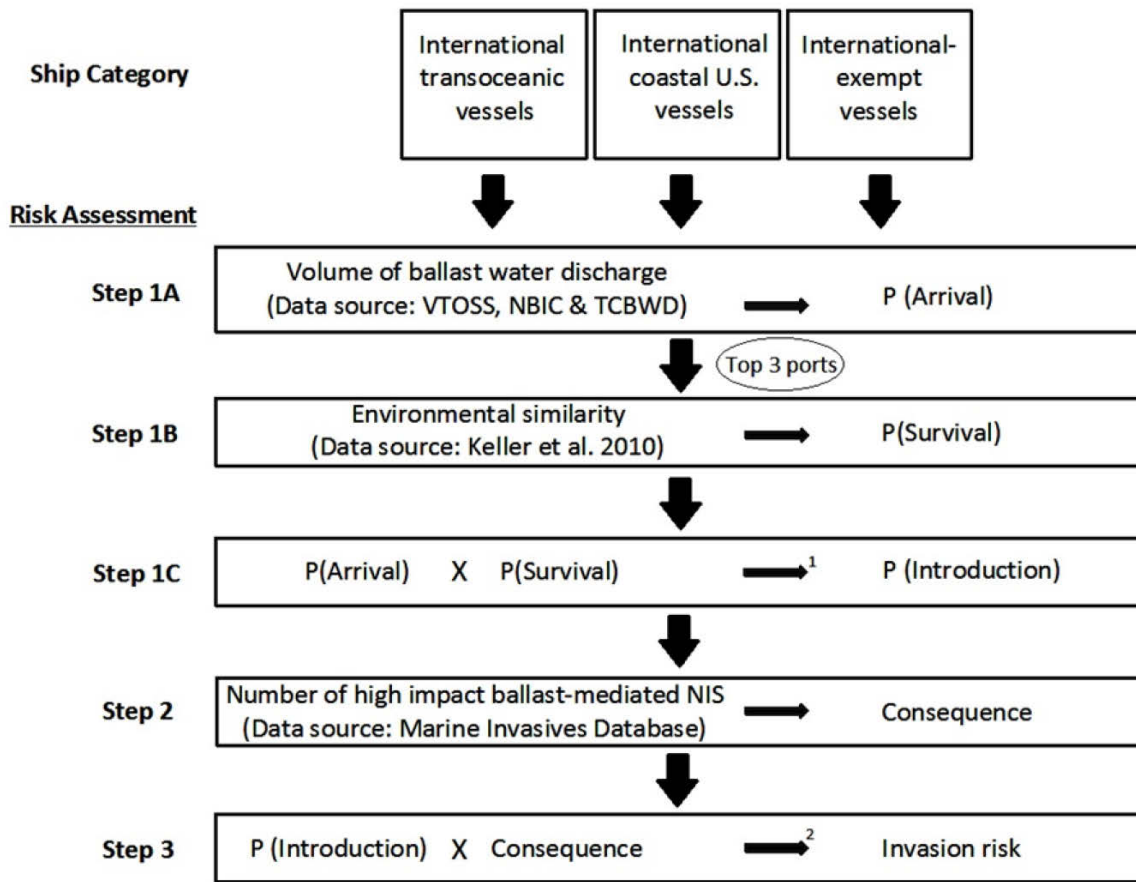 Ship Category
International
transoceanic
vessels
International
coastal U.S.
vessels
International-
exempt
vessels
Risk Assessment
Step 1A
Volume of ballast water discharge
(Data source: VTOSS, NBIC & TCBWD)
P (Arrival)
Top 3 ports
Step 1B
Environmental similarity
(Data source: Keller et al. 2010)
P(Survival)
Step 1C
P(Arrival) X P(Survival)
1
P (Introduction)
Step 2
Number of high impact ballast-mediated NIS
(Data source: Marine Invasives Database)
Consequence
Step 3
P (Introduction) X Consequence
2
Invasion risk